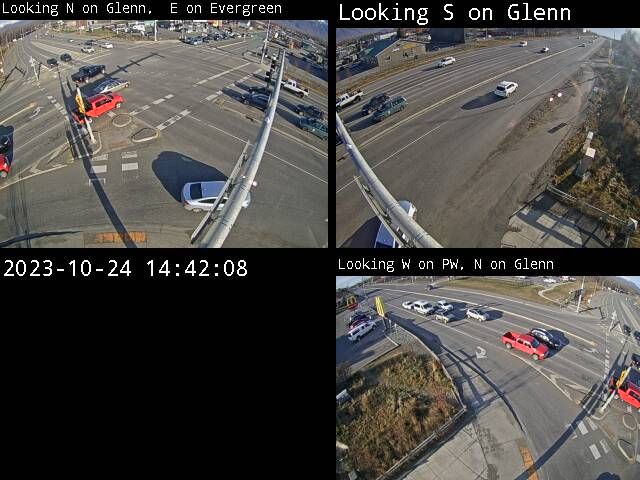 Looking N on Glenn, E on Evergreen
Looking S on Glenn
2023-10-24 14:42:08
Looking W on PW, N on Glenn